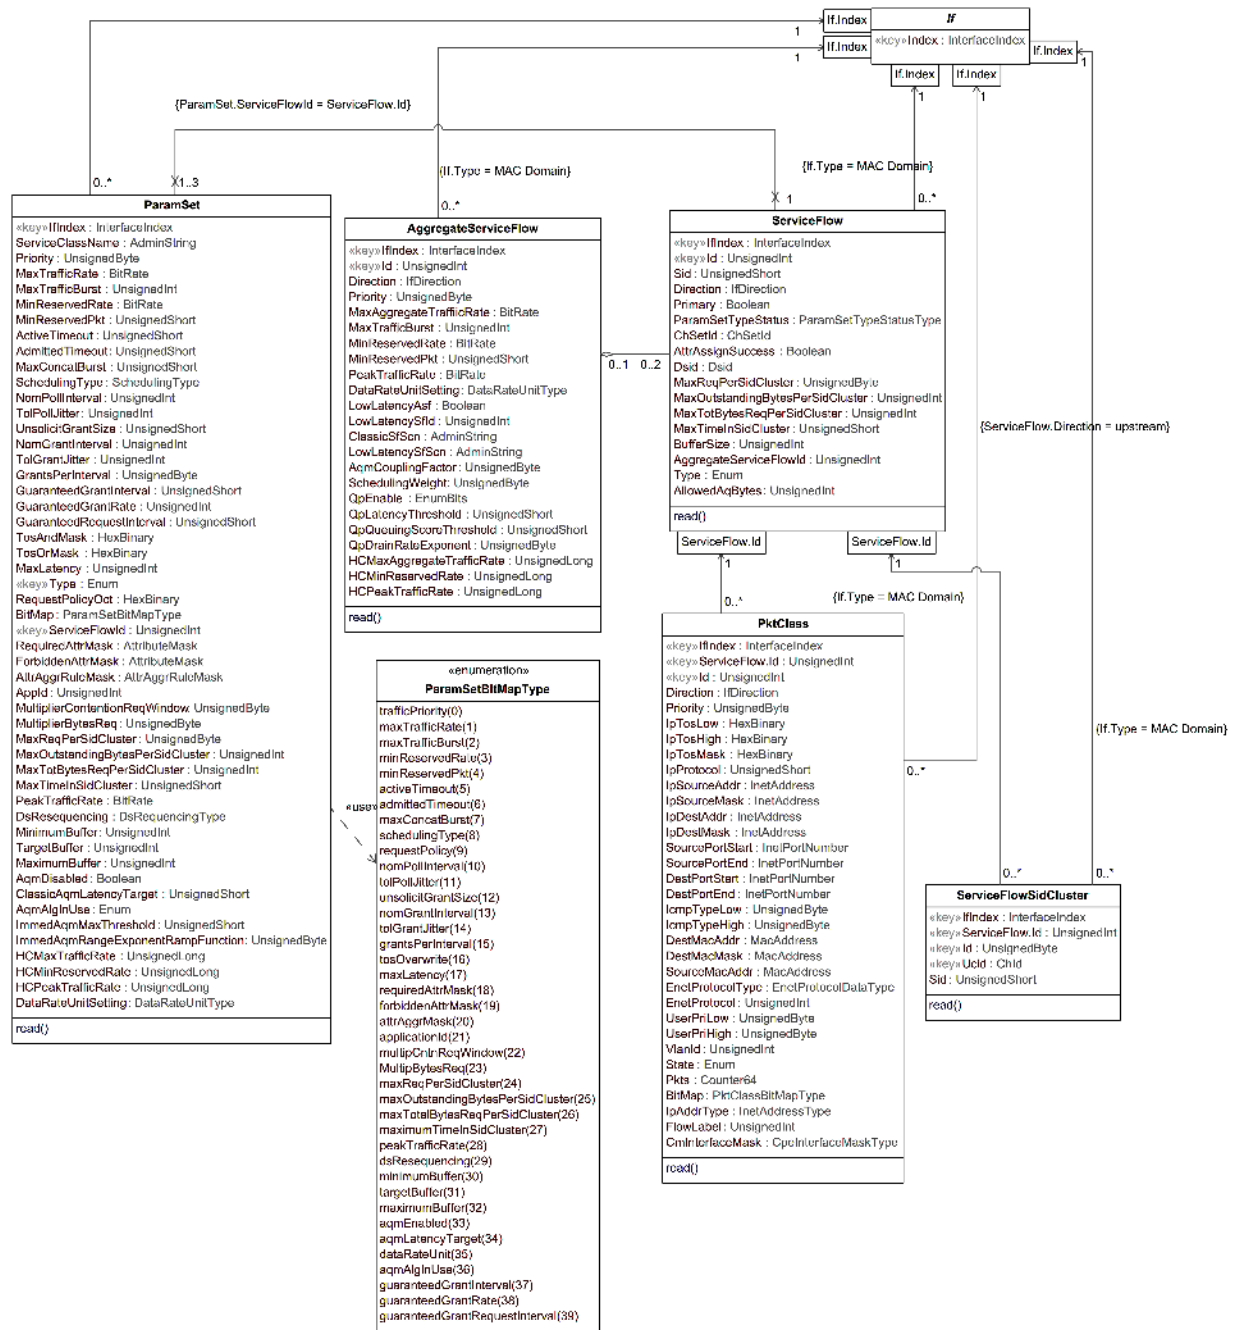 If
«key»Index : InterfaceIndex
If.Index
1
If.Index
1
If.Index
1
If.Index
1
If.Index
1
{ParamSet.ServiceFlowId = ServiceFlow.Id}
{If.Type = MAC Domain}
{If.Type = MAC Domain}
0..*
1..3
0..*
1
0..*
ParamSet
«key»IfIndex : InterfaceIndex
ServiceClassName : AdminString
Priority : UnsignedByte
MaxTrafficRate : BitRate
MaxTrafficBurst : UnsignedInt
MinReservedRate : BitRate
MinReservedPkt : UnsignedShort
ActiveTimeout : UnsignedShort
AdmittedTimeout : UnsignedShort
MaxConcatBurst : UnsignedShort
SchedulingType : SchedulingType
NomPollInterval : UnsignedInt
TolPollJitter : UnsignedInt
UnsolicitGrantSize : UnsignedShort
NomGrantInterval : UnsignedInt
TolGrantJitter : UnsignedInt
GrantsPerInterval : UnsignedByte
GuaranteedGrantInterval : UnsignedShort
GuaranteedGrantRate : UnsignedInt
GuaranteedRequestInterval : UnsignedShort
TosAndMask : HexBinary
TosOrMask : HexBinary
MaxLatency : UnsignedInt
«key»Type : Enum
RequestPolicyOct : HexBinary
BitMap : ParamSetBitMapType
«key»ServiceFlowId : UnsignedInt
RequiredAttrMask : AttributeMask
ForbiddenAttrMask : AttributeMask
AttrAggrRuleMask : AttrAggrRuleMask
AppId : UnsignedInt
MultiplierContentionReqWindow : UnsignedByte
MultiplierBytesReq : UnsignedByte
MaxReqPerSidCluster : UnsignedByte
MaxOutstandingBytesPerSidCluster : UnsignedInt
MaxTotBytesReqPerSidCluster : UnsignedInt
MaxTimeInSidCluster : UnsignedShort
PeakTrafficRate : BitRate
DsResequencing : DsReqencingType
MinimumBuffer : UnsignedInt
TargetBuffer : UnsignedInt
MaximumBuffer : UnsignedInt
AqmDisabled : Boolean
ClassicAqmLatencyTarget : UnsignedShort
AqmAlgInUse : Enum
ImmedAqmMaxThreshold : UnsignedShort
ImmedAqmRangeExponentRampFunction: UnsignedByte
HCMaxTrafficRate : UnsignedLong
HCMinReservedRate : UnsignedLong
HCPeakTrafficRate : UnsignedLong
DataRateUnitSetting: DataRateUnitType
read()
AggregateServiceFlow
«key»IfIndex : InterfaceIndex
«key»Id : UnsignedInt
Direction : IfDirection
Priority : UnsignedByte
MaxAggregateTrafficRate : BitRate
MaxTrafficBurst : UnsignedInt
MinReservedRate : BitRate
MinReservedPkt : UnsignedShort
PeakTrafficRate : BitRate
DataRateUnitSetting : DataRateUnitType
LowLatencyAsf : Boolean
LowLatencySfId : UnsignedInt
ClassicSfScn : AdminString
LowLatencySfScn : AdminString
AqmCouplingFactor : UnsignedByte
SchedulingWeight : UnsignedByte
QpEnable : EnumBits
QpLatencyThreshold : UnsignedShort
QpQueuingScoreThreshold : UnsignedShort
QpDrainRateExponent : UnsignedByte
HCMaxAggregateTrafficRate : UnsignedLong
HCMinReservedRate : UnsignedLong
HCPeakTrafficRate : UnsignedLong
read()
0..1
0..2
ServiceFlow
«key»IfIndex : InterfaceIndex
«key»Id : UnsignedInt
Sid : UnsignedShort
Direction : IfDirection
Primary : Boolean
ParamSetTypeStatus : ParamSetTypeStatusType
ChSetId : ChSetId
AttrAssignSuccess : Boolean
Dsid : Dsid
MaxReqPerSidCluster : UnsignedByte
MaxOutstandingBytesPerSidCluster : UnsignedInt
MaxTotBytesReqPerSidCluster : UnsignedInt
MaxTimeInSidCluster : UnsignedShort
BufferSize : UnsignedInt
AggregateServiceFlowId : UnsignedInt
Type : Enum
AllowedAqBytes : UnsignedInt
read()
ServiceFlow.Id
1
ServiceFlow.Id
1
0..*
{If.Type = MAC Domain}
{ServiceFlow.Direction = upstream}
{If.Type = MAC Domain}
«enumeration»
ParamSetBitMapType
trafficPriority(0)
maxTrafficRate(1)
maxTrafficBurst(2)
minReservedRate(3)
minReservedPkt(4)
activeTimeout(5)
admittedTimeout(6)
maxConcatBurst(7)
schedulingType(8)
requestPolicy(9)
nomPollInterval(10)
tolPollJitter(11)
unsolicitGrantSize(12)
nomGrantInterval(13)
tolGrantJitter(14)
grantsPerInterval(15)
tosOverwrite(16)
maxLatency(17)
requiredAttrMask(18)
forbiddenAttrMask(19)
attrAggrMask(20)
applicationId(21)
multipCntnReqWindow(22)
MultipBytesReq(23)
maxReqPerSidCluster(24)
maxOutstandingBytesPerSidCluster(25)
maxTotalBytesReqPerSidCluster(26)
maximumTimeInSidCluster(27)
peakTrafficRate(28)
dsResequencing(29)
minimumBuffer(30)
targetBuffer(31)
maximumBuffer(32)
aqmEnabled(33)
aqmLatencyTarget(34)
dataRateUnit(35)
aqmAlgInUse(36)
guaranteedGrantInterval(37)
guaranteedGrantRate(38)
guaranteedGrantRequestInterval(39)
«use»
PktClass
«key»IfIndex : InterfaceIndex
«key»ServiceFlow.Id : UnsignedInt
«key»Id : UnsignedInt
Direction : IfDirection
Priority : UnsignedByte
IpTosLow : HexBinary
IpTosHigh : HexBinary
IpTosMask : HexBinary
IpProtocol : UnsignedShort
IpSourceAddr : InetAddress
IpSourceMask : InetAddress
IpDestAddr : InetAddress
IpDestMask : InetAddress
SourcePortStart : InetPortNumber
SourcePortEnd : InetPortNumber
DestPortStart : InetPortNumber
DestPortEnd : InetPortNumber
IcmpTypeLow : UnsignedByte
IcmpTypeHigh : UnsignedByte
DestMacAddr : MacAddress
DestMacMask : MacAddress
SourceMacAddr : MacAddress
EnetProtocolType : EnetProtocolDataType
EnetProtocol : UnsignedInt
UserPriLow : UnsignedByte
UserPriHigh : UnsignedByte
VlanId : UnsignedInt
State : Enum
Pkts : Counter64
BitMap : PktClassBitMapType
IpAddrType : InetAddressType
FlowLabel : UnsignedInt
CmInterfaceMask : CpeInterfaceMaskType
read()
0..*
0..*
0..*
ServiceFlowSidCluster
«key»IfIndex : InterfaceIndex
«key»ServiceFlow.Id : UnsignedInt
«key»Id : UnsignedByte
«key»UcId : ChId
Sid : UnsignedShort
read()